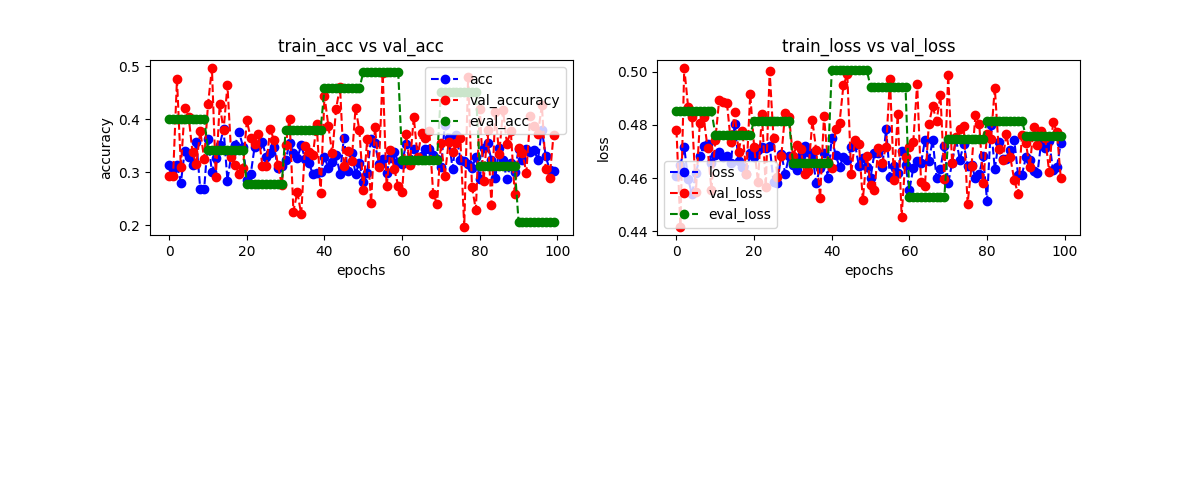 train_acc vs val_acc
0.5
0.4
0.3
0.2
accuracy
acc
val_accuracy
eval_acc
0
20
40
60
80
100
epochs
train_loss vs val_loss
0.50
0.48
0.46
0.44
loss
loss
val_loss
eval_loss
0
20
40
60
80
100
epochs